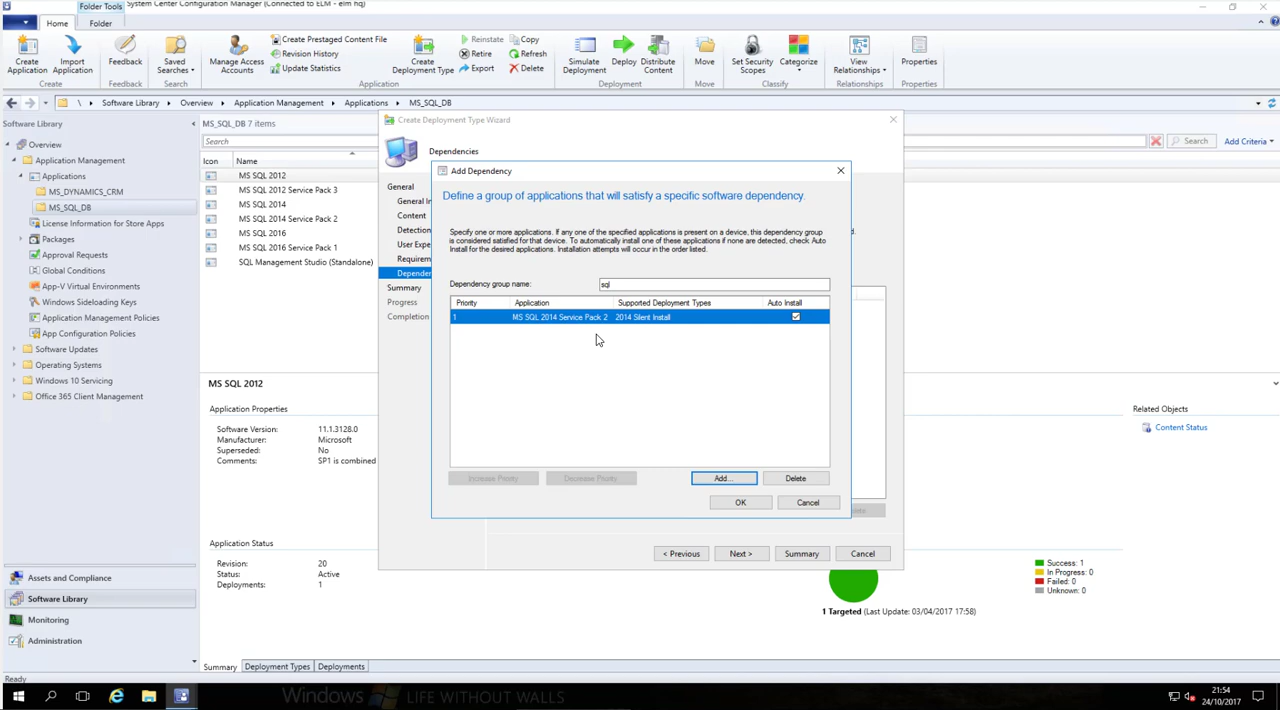 System Center Configuration Manager (Connected to ELM - elm hq)
Folder Tools
Home
Folder
Create Application
Import Application
Create
Feedback
Feedback
Saved Searches
Search
Manage Access Accounts
Create Prestaged Content File
Revision History
Update Statistics
Application
Create Deployment Type
Reinstate
Retire
Export
Copy
Refresh
Delete
Simulate Deployment
Deploy
Distribute Content
Deployment
Move
Move
Set Security Scopes
Categorize
Classify
View Relationships
Relationships
Properties
Properties
\ Software Library Overview Application Management Applications MS_SQL_DB
Software Library
Overview
Application Management
Applications
MS_DYNAMICS_CRM
MS_SQL_DB
License Information for Store Apps
Packages
Approval Requests
Global Conditions
App-V Virtual Environments
Windows Sideloading Keys
Application Management Policies
App Configuration Policies
Software Updates
Operating Systems
Windows 10 Servicing
Office 365 Client Management
Assets and Compliance
Software Library
Monitoring
Administration
Ready
MS_SQL_DB 7 items
Search
Search
Add Criteria
Icon Name
MS SQL 2012
MS SQL 2012 Service Pack 3
MS SQL 2014
MS SQL 2014 Service Pack 2
MS SQL 2016
MS SQL 2016 Service Pack 1
SQL Management Studio (Standalone)
Create Deployment Type Wizard
Dependencies
General
General In
Content
Detection
User Expe
Requirem
Depender
Summary
Progress
Completion
Add Dependency
Define a group of applications that will satisfy a specific software dependency.
Specify one or more applications. If any one of the specified applications is present on a device, this dependency group
is considered satisfied for that device. To automatically install one of these applications if none are detected, check Auto
Install for the desired applications. Installation attempts will occur in the order listed.
Dependency group name: sql
Priority Application Supported Deployment Types Auto Install
1 MS SQL 2014 Service Pack 2 2014 Silent Install
Increase Priority Decrease Priority Add... Delete
OK Cancel
< Previous Next > Summary Cancel
MS SQL 2012
Application Properties
Software Version: 11.1.3128.0
Manufacturer: Microsoft
Superseded: No
Comments: SP1 is combined
Application Status
Revision: 20
Status: Active
Deployments: 1
Success: 1
In Progress: 0
Failed: 0
Unknown: 0
1 Targeted (Last Update: 03/04/2017 17:58)
Related Objects
Content Status
Summary Deployment Types Deployments
Windows LIFE WITHOUT WALLS
21:54
24/10/2017